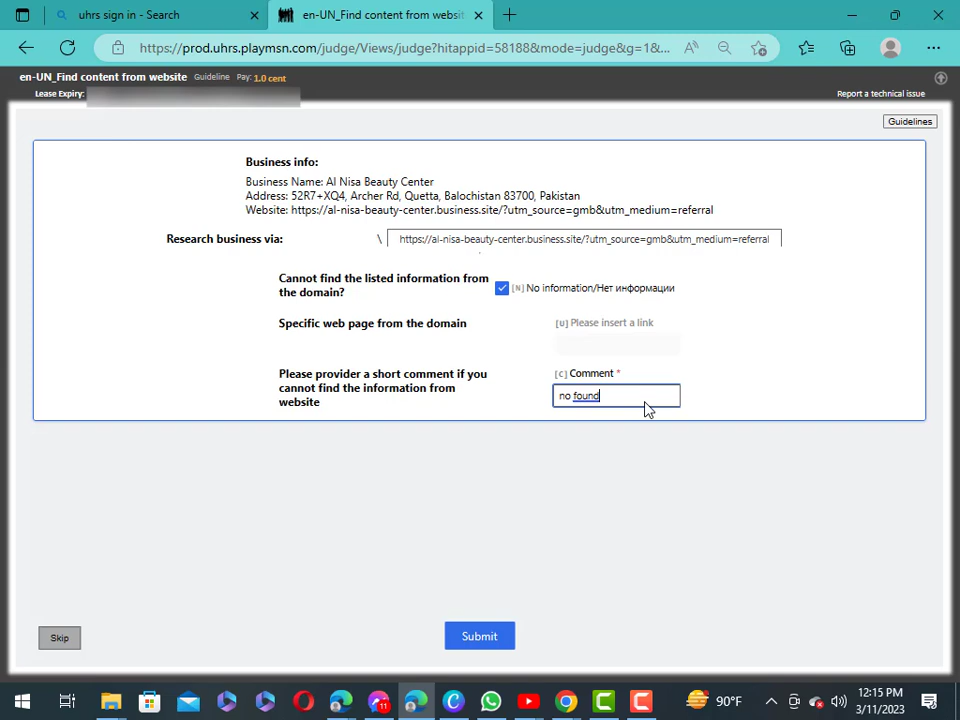 uhrs sign in - Search
en-UN_Find content from websit
https://prod.uhrs.playmsn.com/judge/Views/judge?hitappid=58188&mode=judge&g=1&...
en-UN_Find content from website Guideline Pay: 1.0 cent
Lease Expiry:
Report a technical issue
Guidelines
Business info:
Business Name: Al Nisa Beauty Center
Address: 52R7+XQ4, Archer Rd, Quetta, Balochistan 83700, Pakistan
Website: https://al-nisa-beauty-center.business.site/?utm_source=gmb&utm_medium=referral
Research business via: \ https://al-nisa-beauty-center.business.site/?utm_source=gmb&utm_medium=referral
Cannot find the listed information from
the domain?
[N] No information/Нет информации
Specific web page from the domain
[U] Please insert a link
Please provider a short comment if you
cannot find the information from
website
[C] Comment *
no found
Skip
Submit
11
90°F
12:15 PM
3/11/2023